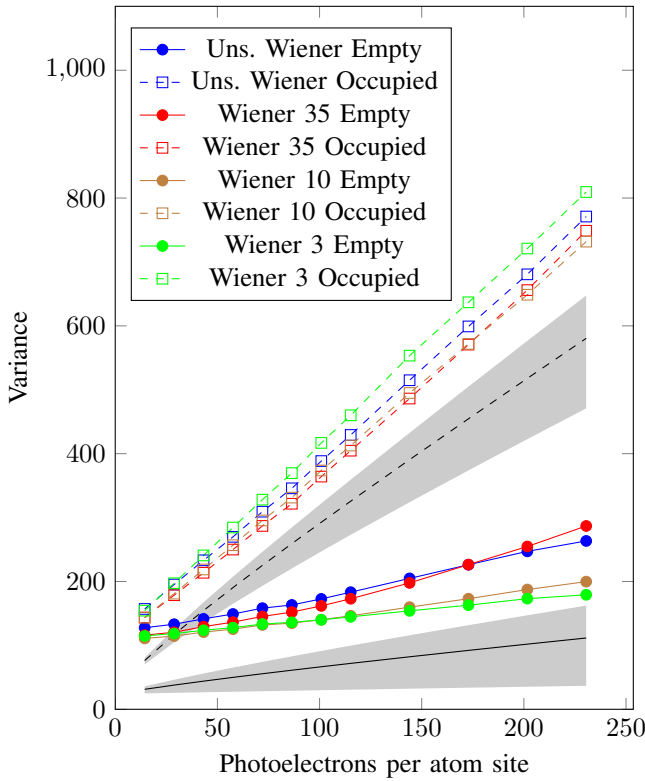 1,000
800
600
400
200
0
Variance
Uns. Wiener Empty
Uns. Wiener Occupied
Wiener 35 Empty
Wiener 35 Occupied
Wiener 10 Empty
Wiener 10 Occupied
Wiener 3 Empty
Wiener 3 Occupied
0 50 100 150 200 250
Photoelectrons per atom site